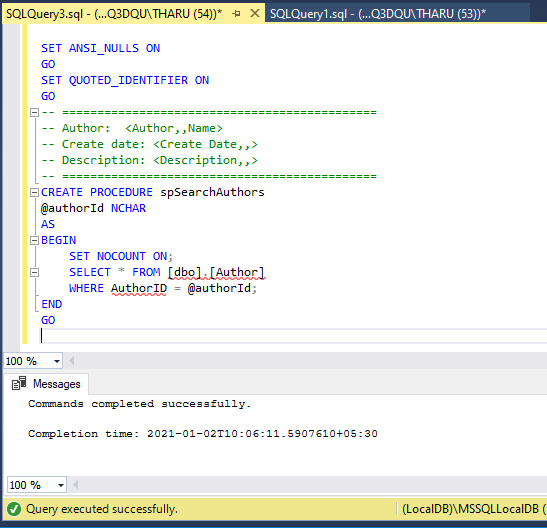 SQLQuery3.sql - (...Q3DQU\THARU (54))* SQLQuery1.sql - (...Q3DQU\THARU (53))*
SET ANSI_NULLS ON
GO
SET QUOTED_IDENTIFIER ON
GO
-- =============================================
-- Author:  <Author,,Name>
-- Create date: <Create Date,,>
-- Description: <Description,,>
-- =============================================
CREATE PROCEDURE spSearchAuthors
@authorId NCHAR
AS
BEGIN
    SET NOCOUNT ON;
    SELECT * FROM [dbo].[Author]
    WHERE AuthorID = @authorId;
END
GO
100 %
Messages
Commands completed successfully.
Completion time: 2021-01-02T10:06:11.5907610+05:30
100 %
Query executed successfully. (LocalDB)\MSSQLLocalDB (